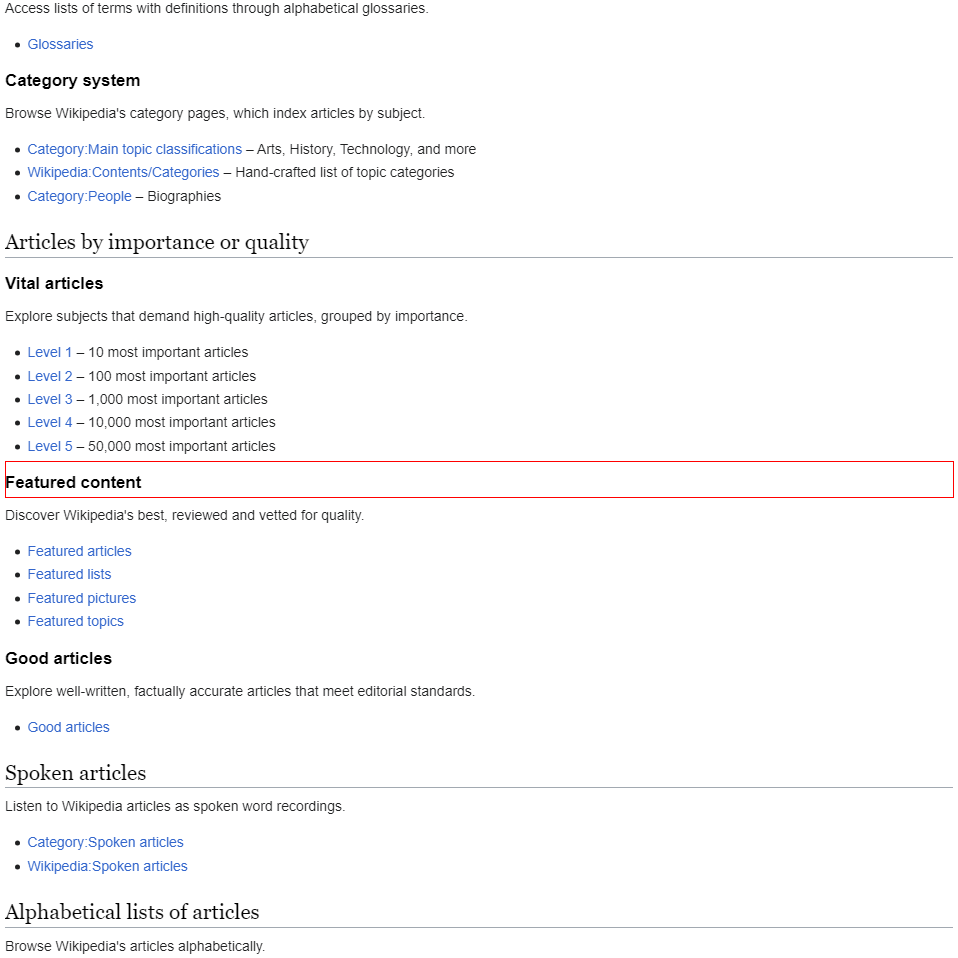 Access lists of terms with definitions through alphabetical glossaries.
Glossaries
Category system
Browse Wikipedia's category pages, which index articles by subject.
Category:Main topic classifications – Arts, History, Technology, and more
Wikipedia:Contents/Categories – Hand-crafted list of topic categories
Category:People – Biographies
Articles by importance or quality
Vital articles
Explore subjects that demand high-quality articles, grouped by importance.
Level 1 – 10 most important articles
Level 2 – 100 most important articles
Level 3 – 1,000 most important articles
Level 4 – 10,000 most important articles
Level 5 – 50,000 most important articles
Featured content
Discover Wikipedia's best, reviewed and vetted for quality.
Featured articles
Featured lists
Featured pictures
Featured topics
Good articles
Explore well-written, factually accurate articles that meet editorial standards.
Good articles
Spoken articles
Listen to Wikipedia articles as spoken word recordings.
Category:Spoken articles
Wikipedia:Spoken articles
Alphabetical lists of articles
Browse Wikipedia's articles alphabetically.